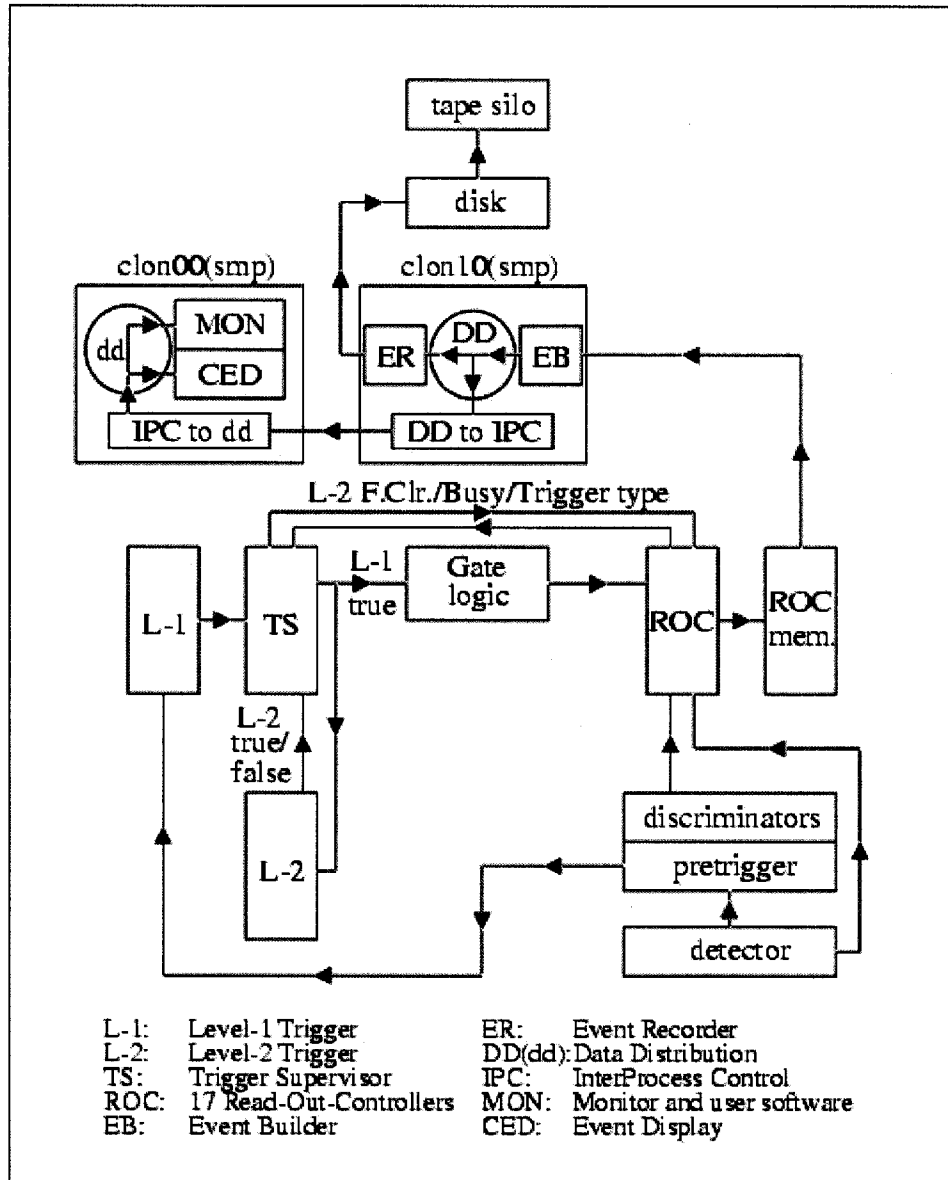 tape silo
disk
clon00(smp)
clon10(smp)
dd
MON
CED
IPC to dd
ER
DD
EB
DD to IPC
L-2 F.Clr./Busy/Trigger type
L-1
TS
L-1
true
Gate
logic
ROC
ROC
mem.
L-2
true/
false
L-2
discriminators
pretrigger
detector
L-1: Level-1 Trigger
L-2: Level-2 Trigger
TS: Trigger Supervisor
ROC: 17 Read-Out-Controllers
EB: Event Builder
ER: Event Recorder
DD(dd): Data Distribution
IPC: InterProcess Control
MON: Monitor and user software
CED: Event Display